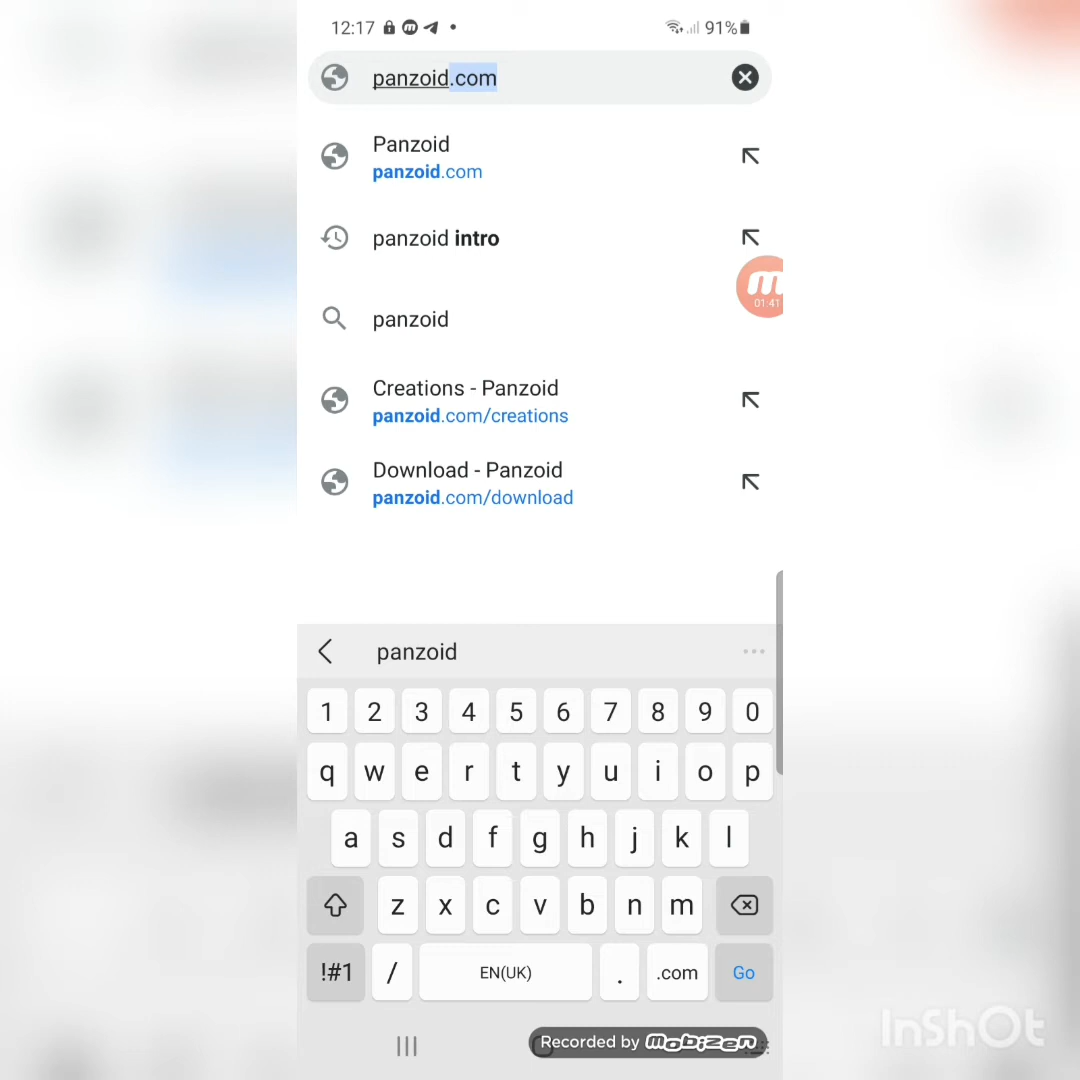 12:17
91%
panzoid.com
Panzoid
panzoid.com
panzoid intro
m
01:41
panzoid
Creations - Panzoid
panzoid.com/creations
Download - Panzoid
panzoid.com/download
panzoid
1 2 3 4 5 6 7 8 9 0
q w e r t y u i o p
a s d f g h j k l
z x c v b n m
!#1 / EN(UK) . .com Go
InShOt
Recorded by mobizen